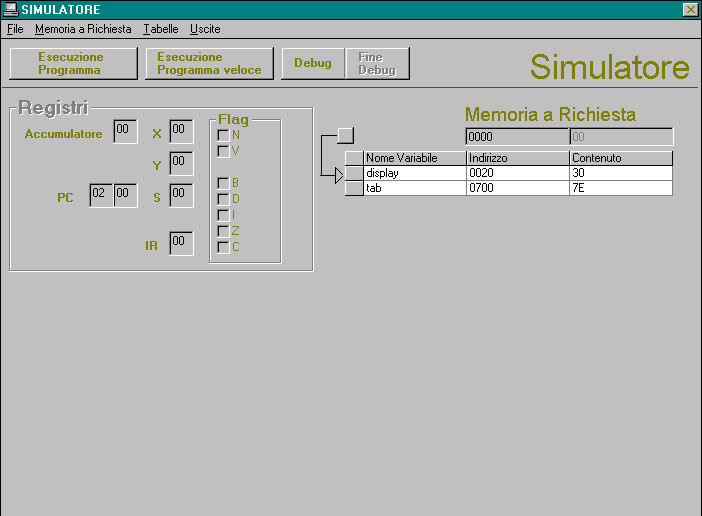 SIMULATORE
File Memoria a Richiesta Tabelle Uscite
Esecuzione Programma
Esecuzione Programma veloce
Debug
Fine Debug
Simulatore
Registri
Accumulatore 00 X 00
Y 00
PC 02 00 S 00
IR 00
Flag
N
V
B
D
I
Z
C
Memoria a Richiesta
0000 00
Nome Variabile Indirizzo Contenuto
display 0020 30
tab 0700 7E